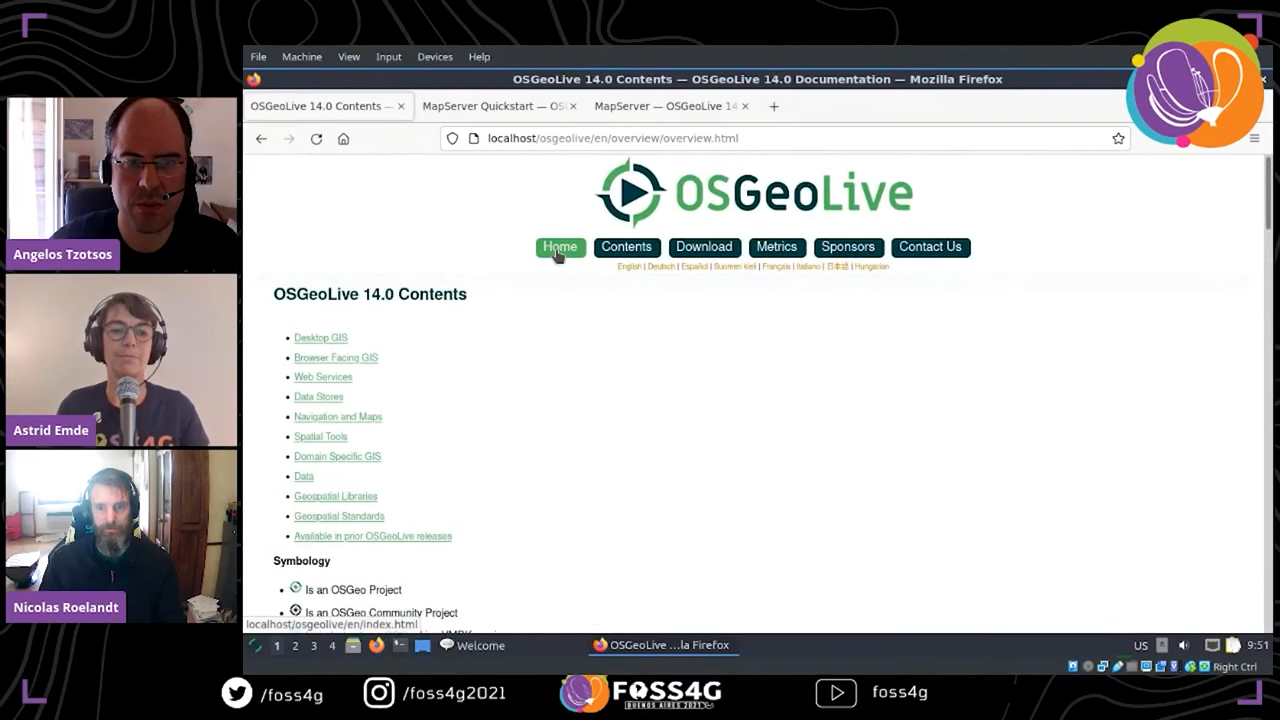 File Machine View Input Devices Help
OSGeoLive 14.0 Contents — OSGeoLive 14.0 Documentation — Mozilla Firefox
OSGeoLive 14.0 Contents —
MapServer Quickstart — OS
MapServer — OSGeoLive 14
localhost/osgeolive/en/overview/overview.html
OSGeoLive
Home Contents Download Metrics Sponsors Contact Us
English | Deutsch | Español | Suomen kieli | Français | Italiano | 日本語 | Hungarian
OSGeoLive 14.0 Contents
Desktop GIS
Browser Facing GIS
Web Services
Data Stores
Navigation and Maps
Spatial Tools
Domain Specific GIS
Data
Geospatial Libraries
Geospatial Standards
Available in prior OSGeoLive releases
Symbology
Is an OSGeo Project
Is an OSGeo Community Project
localhost/osgeolive/en/index.html
1 2 3 4 Welcome
OSGeoLive ...la Firefox
US 9:51
Right Ctrl
Angelos Tzotsos
Astrid Emde
Nicolas Roelandt
/foss4g
/foss4g2021
FOSS4G
BUENOS AIRES 2021
foss4g